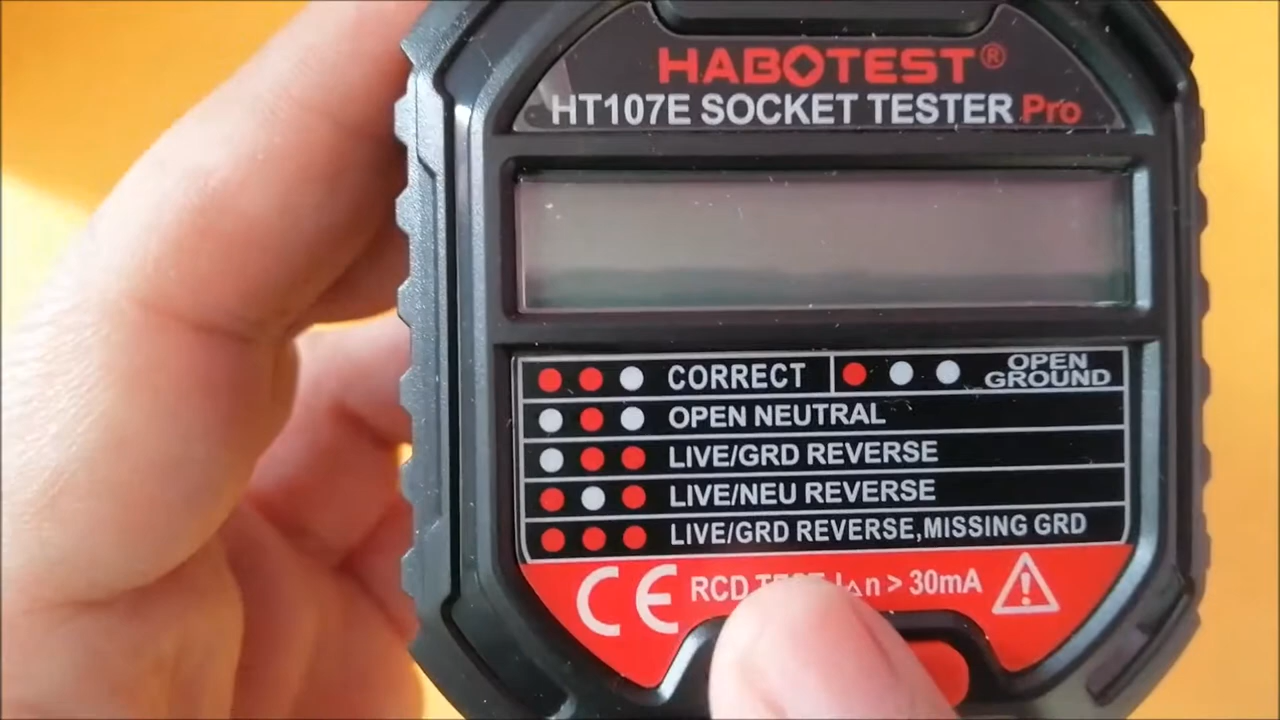 HABOTEST®
HT107E SOCKET TESTER Pro
CORRECT
OPEN GROUND
OPEN NEUTRAL
LIVE/GRD REVERSE
LIVE/NEU REVERSE
LIVE/GRD REVERSE,MISSING GRD
CE RCD n > 30mA